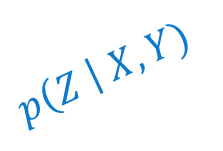 p(Z | X, Y)